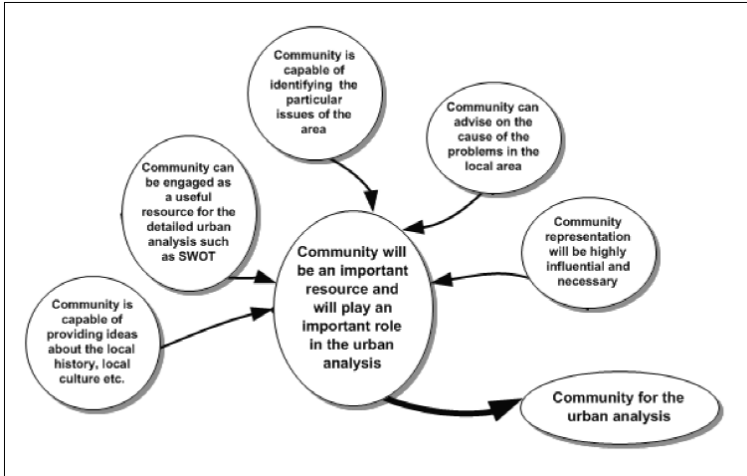 Community is
capable of
identifying the
particular
issues of the
area
Community can
advise on the
cause of the
problems in the
local area
Community can
be engaged as
a useful
resource for the
detailed urban
analysis such
as SWOT
Community
representation
will be highly
influential and
necessary
Community will
be an important
resource and
will play an
important role
in the urban
analysis
Community is
capable of
providing ideas
about the local
history, local
culture etc.
Community for the
urban analysis